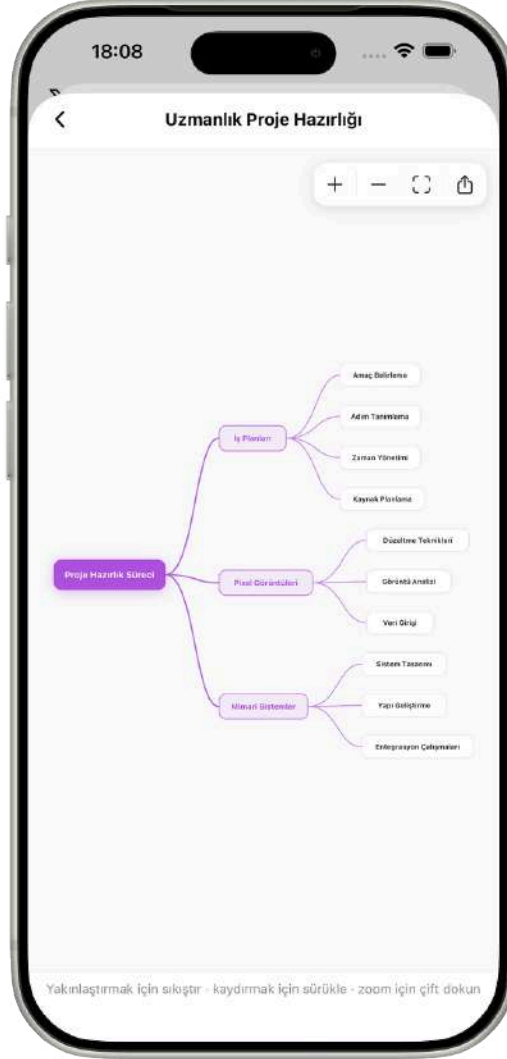 18:08
Uzmanlık Proje Hazırlığı
Amaç Belirleme
Adım Tanımlama
İş Planları
Zaman Yönetimi
Kaynak Planlama
Düzeltme Teknikleri
Proje Hazırlık Süreci
Pixel Görüntüleri
Görüntü Analizi
Veri Girişi
Sistem Tasarımı
Mimari Sistemler
Yapı Geliştirme
Entegrasyon Çalışmaları
Yakınlaştırmak için sıkıştır - kaydırmak için sürükle - zoom için çift dokun